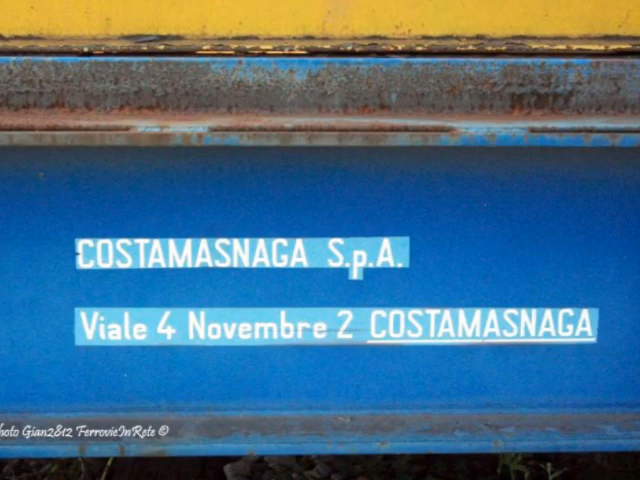 COSTAMASNAGA S.p.A.
Viale 4 Novembre 2 COSTAMASNAGA
hoto Gian2812 FerrovieInRete ©